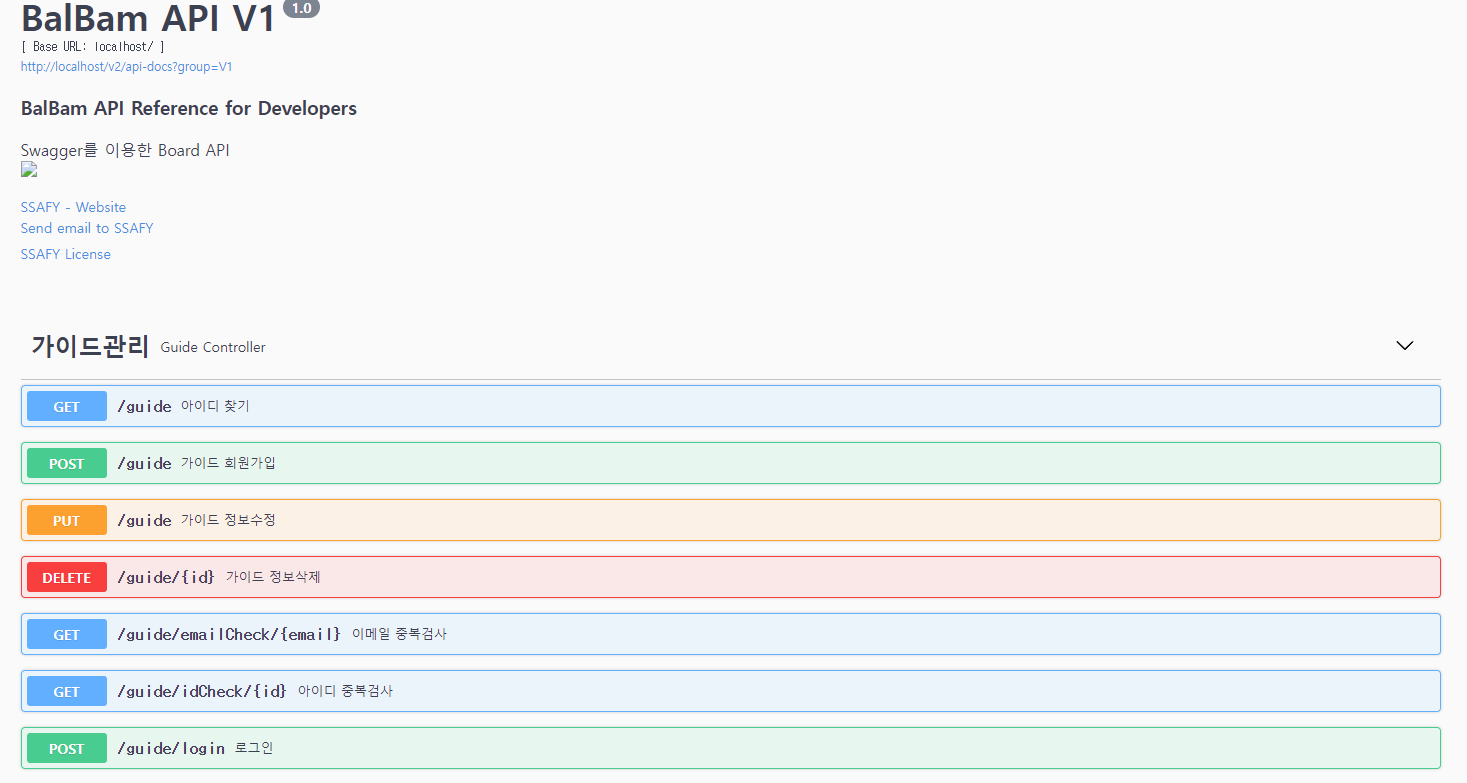 BalBam API V1 1.0
[ Base URL: localhost/ ]
http://localhost/v2/api-docs?group=V1
BalBam API Reference for Developers
Swagger를 이용한 Board API
SSAFY - Website
Send email to SSAFY
SSAFY License
가이드관리 Guide Controller
GET /guide 아이디 찾기
POST /guide 가이드 회원가입
PUT /guide 가이드 정보수정
DELETE /guide/{id} 가이드 정보삭제
GET /guide/emailCheck/{email} 이메일 중복검사
GET /guide/idCheck/{id} 아이디 중복검사
POST /guide/login 로그인